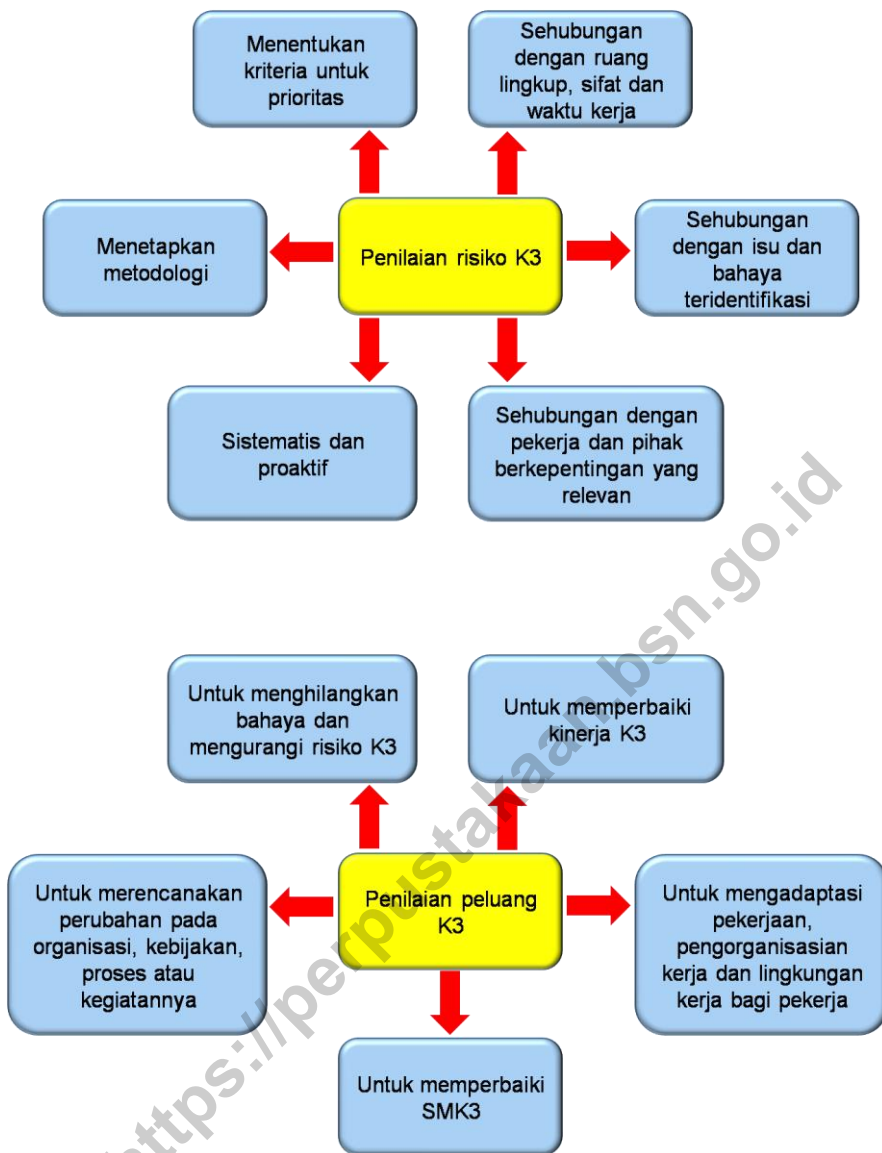 Menentukan
kriteria untuk
prioritas
Sehubungan
dengan ruang
lingkup, sifat dan
waktu kerja
Menetapkan
metodologi
Penilaian risiko K3
Sehubungan
dengan isu dan
bahaya
teridentifikasi
Sistematis dan
proaktif
Sehubungan dengan
pekerja dan pihak
berkepentingan yang
relevan
Untuk menghilangkan
bahaya dan
mengurangi risiko K3
Untuk memperbaiki
kinerja K3
Untuk merencanakan
perubahan pada
organisasi, kebijakan,
proses atau
kegiatannya
Penilaian peluang
K3
Untuk mengadaptasi
pekerjaan,
pengorganisasian
kerja dan lingkungan
kerja bagi pekerja
Untuk memperbaiki
SMK3
https://perpustakaan.bsn.go.id